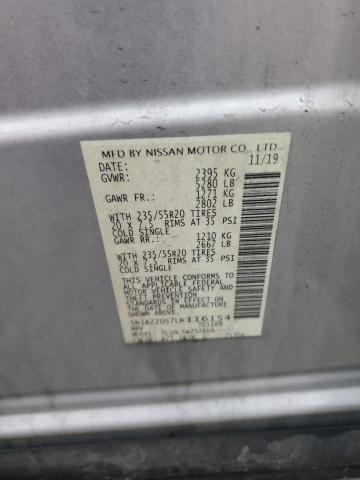 MFD BY NISSAN MOTOR CO., LTD.
DATE: 11/19
GVWR: 2395 KG
5280 LB
GAWR FR.: 1271 KG
2802 LB
WITH 235/55R20 TIRES
20 X 7.5 RIMS AT 35 PSI
COLD SINGLE
GAWR RR.: 1210 KG
2667 LB
WITH 235/55R20 TIRES
20 X 7.5 RIMS AT 35 PSI
COLD SINGLE
THIS VEHICLE CONFORMS TO ALL
APPLICABLE FEDERAL
MOTOR VEHICLE SAFETY AND
THEFT PREVENTION
STANDARDS IN EFFECT ON THE
DATE OF MANUFACTURE
SHOWN ABOVE.
116154
MPV
MODEL: